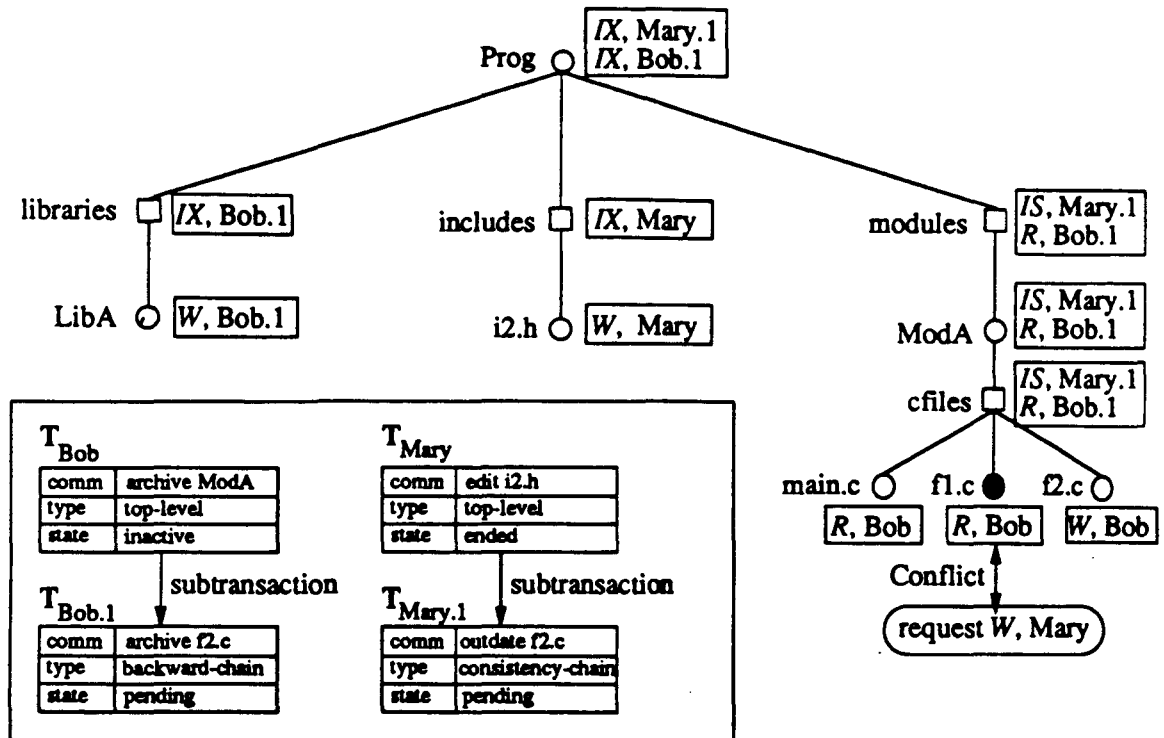 Prog
IX, Mary.1
IX, Bob.1
libraries
IX, Bob.1
includes
IX, Mary
modules
IS, Mary.1
R, Bob.1
LibA
W, Bob.1
i2.h
W, Mary
ModA
IS, Mary.1
R, Bob.1
cfiles
IS, Mary.1
R, Bob.1
main.c
f1.c
f2.c
R, Bob
R, Bob
W, Bob
Conflict
request W, Mary
T Bob
comm archive ModA
type top-level
state inactive
subtransaction
T Bob.1
comm archive f2.c
type backward-chain
state pending
T Mary
comm edit i2.h
type top-level
state ended
subtransaction
T Mary.1
comm outdate f2.c
type consistency-chain
state pending